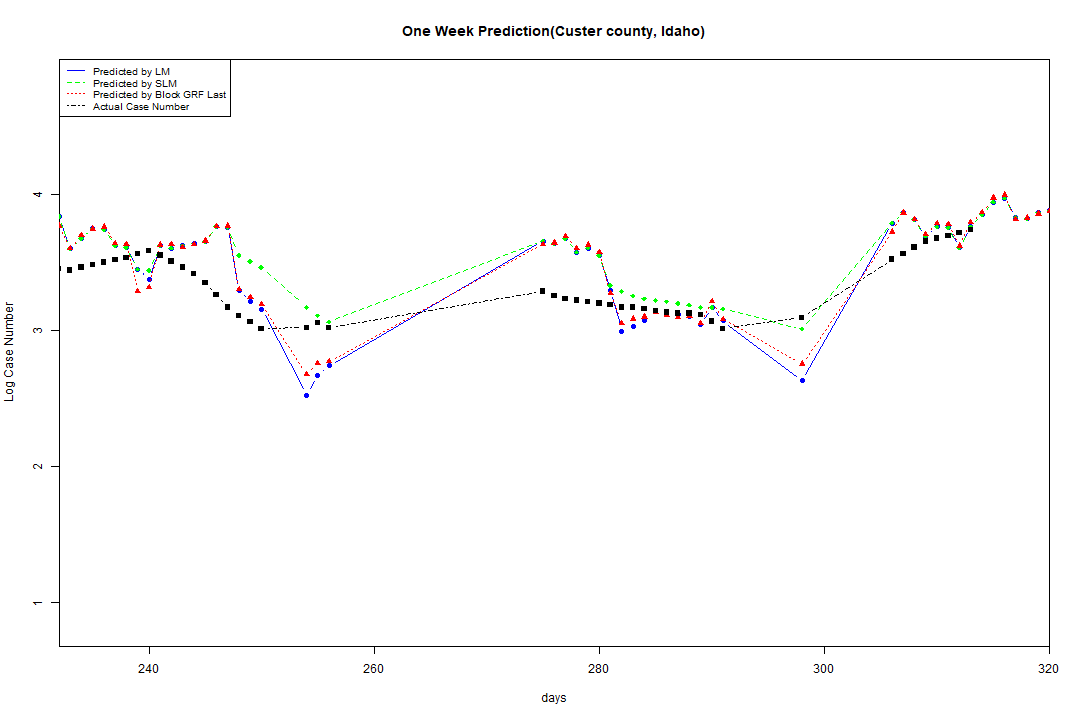 One Week Prediction(Custer county, Idaho)
Predicted by LM
Predicted by SLM
Predicted by Block GRF Last
Actual Case Number
4
3
2
1
Log Case Number
240
260
280
300
320
days